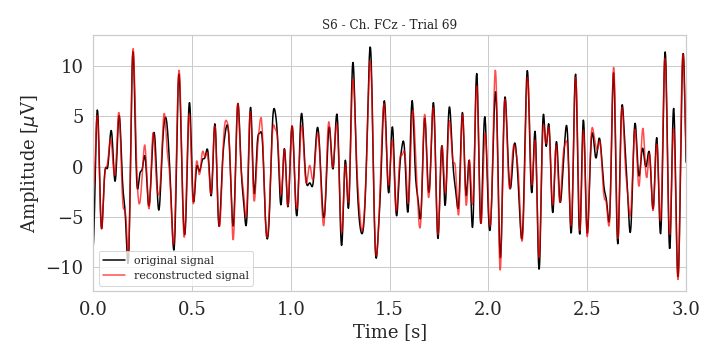 S6 - Ch. FCz - Trial 69
Amplitude [μV]
10
5
0
−5
−10
original signal
reconstructed signal
0.0 0.5 1.0 1.5 2.0 2.5 3.0
Time [s]